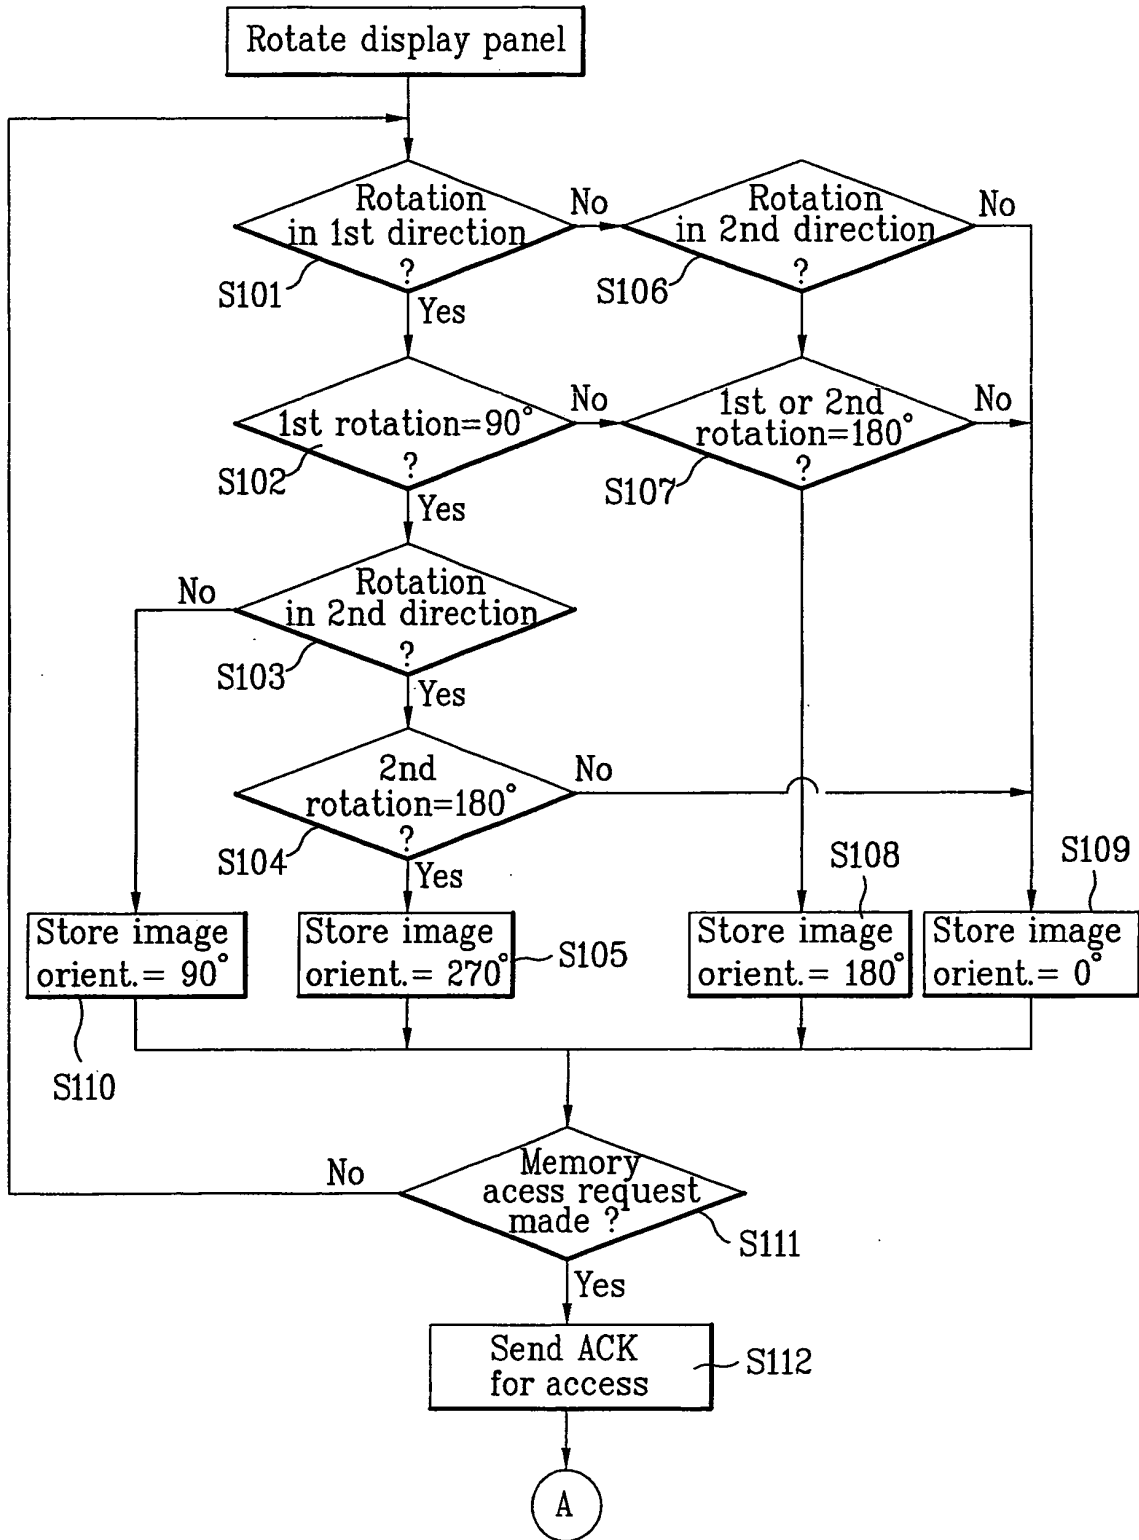 Rotate display panel
Rotation
in 1st direction
?
No
S101
Yes
Rotation
in 2nd direction
?
No
S106
1st rotation=90°
?
No
S102
Yes
1st or 2nd
rotation=180°
?
No
S107
No
Rotation
in 2nd direction
?
S103
Yes
2nd
rotation=180°
?
No
S104
Yes
S108
S109
Store image
orient.= 90°
S110
Store image
orient.= 270°
S105
Store image
orient.= 180°
Store image
orient.= 0°
No
Memory
acess request
made ?
S111
Yes
Send ACK
for access
S112
A